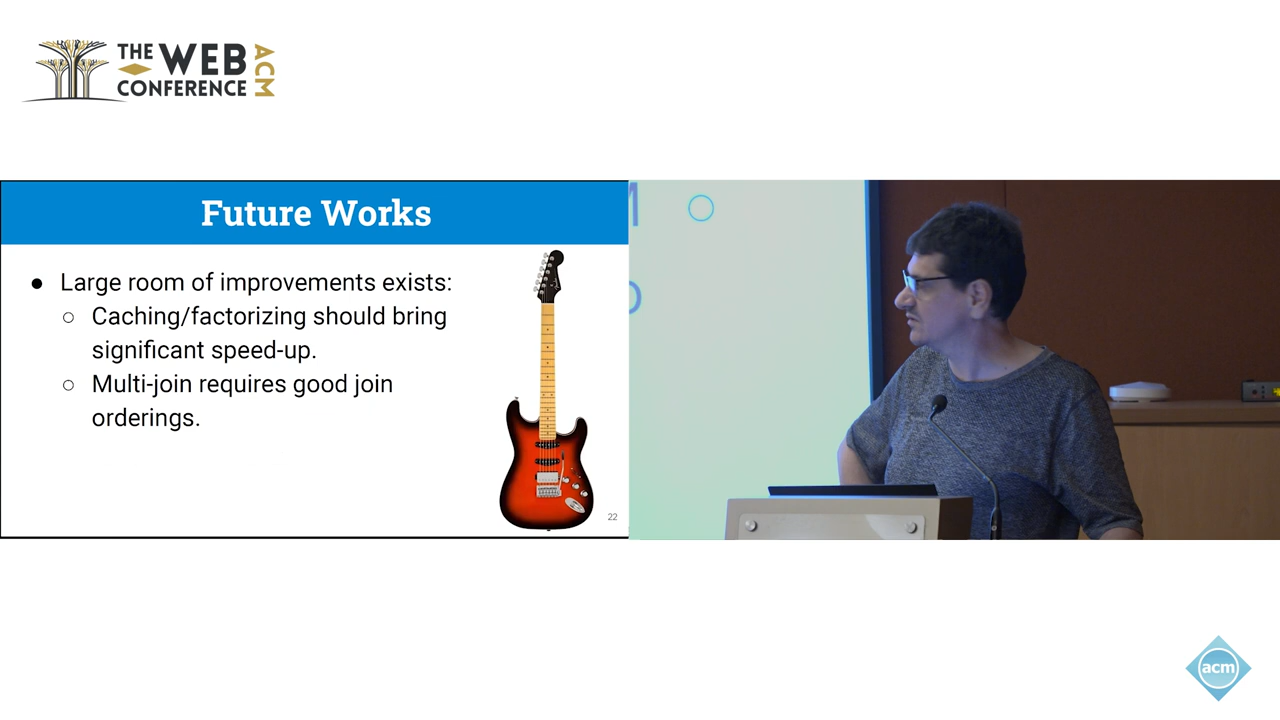 THE WEB
CONFERENCE
ACM
Future Works
● Large room of improvements exists:
○ Caching/factorizing should bring
significant speed-up.
○ Multi-join requires good join
orderings.
22
acm